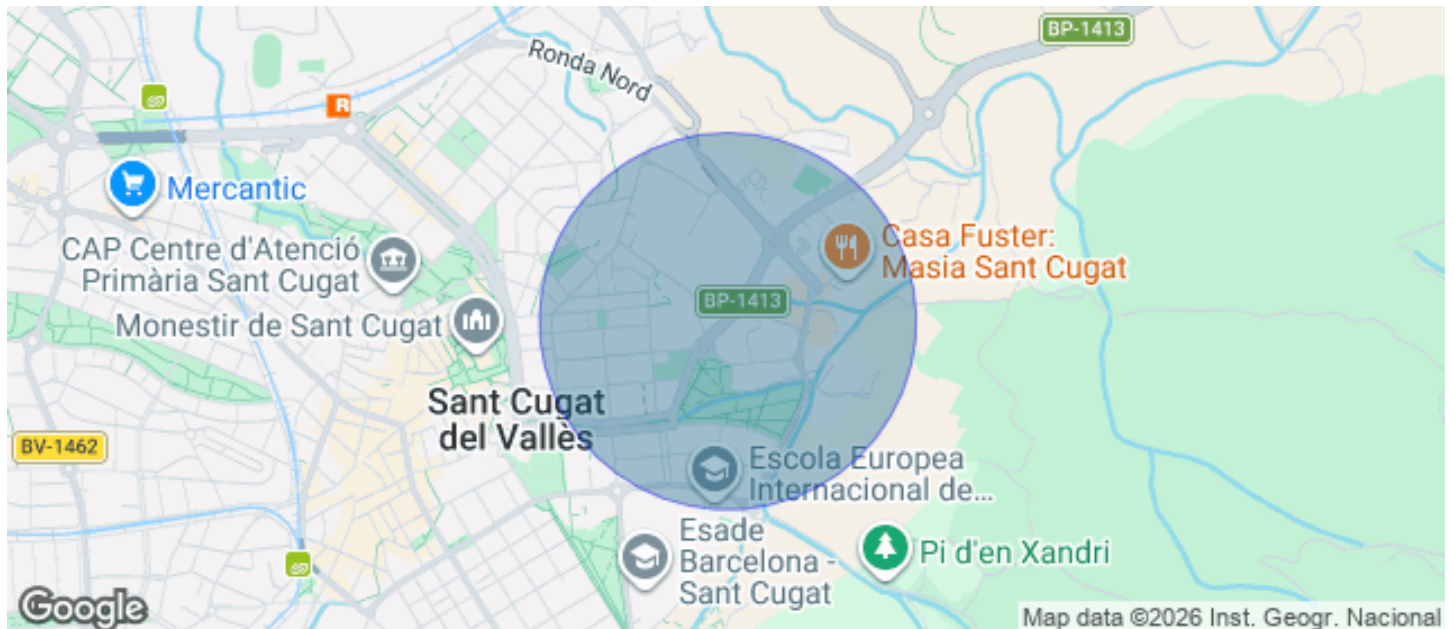 BP-1413
Ronda Nord
R
Mercantic
CAP Centre d'Atenció
Primària Sant Cugat
Casa Fuster:
Masia Sant Cugat
BP-1413
Monestir de Sant Cugat
Sant Cugat
del Vallès
BV-1462
Escola Europea
Internacional de...
Esade
Barcelona -
Sant Cugat
Pi d'en Xandri
Google
Map data ©2026 Inst. Geogr. Nacional